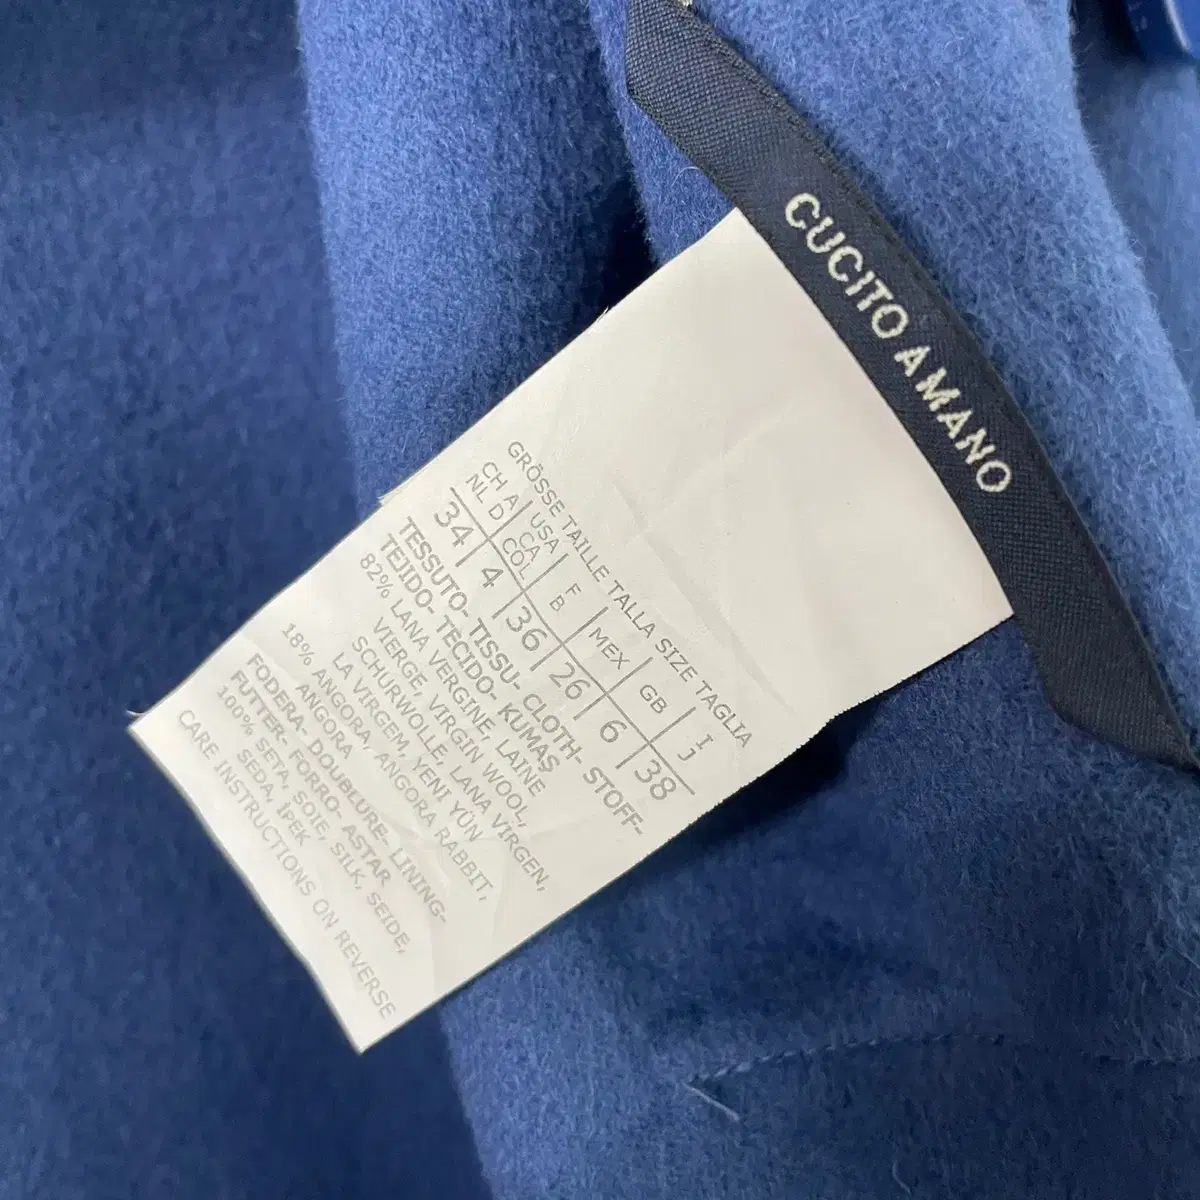 CUCITO A MANO
GRÖSSE TAILLE TALLA SIZE TAGLIA
CH A | USA | F | MEX | GB | I
NL D | CA | B | J
COL
34 | 4 | 36 | 26 | 6 | 38
TESSUTO- TISSU- CLOTH- STOFF-
TEJIDO- TECIDO- KUMAŞ
82% LANA VERGINE, LAINE
VIERGE, VIRGIN WOOL,
SCHURWOLLE, LANA VIRGEN,
LA VIRGEM, YENİ YÜN
18% ANGORA, ANGORA RABBIT,
ANGORA
FODERA- DOUBLURE- LINING-
FUTTER- FORRO- ASTAR
100% SETA, SOIE, SILK, SEIDE,
SEDA, İPEK
CARE INSTRUCTIONS ON REVERSE